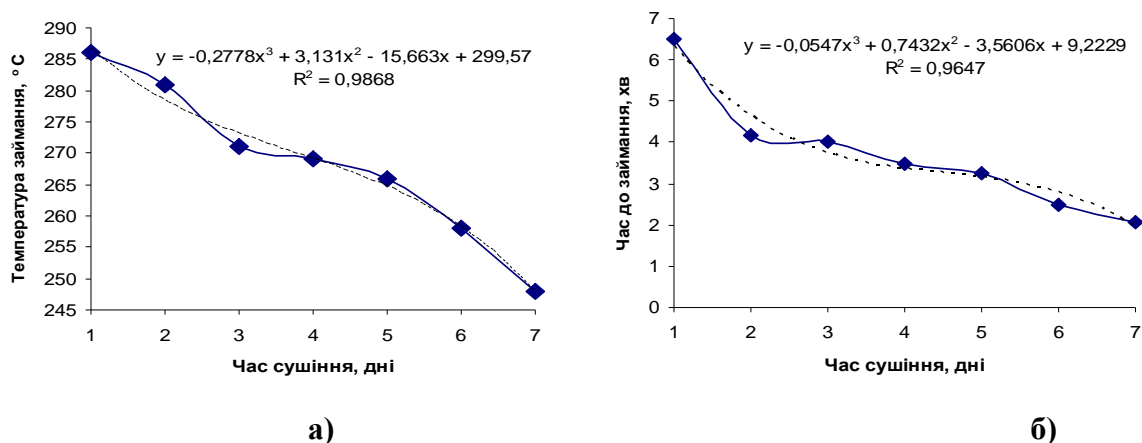 y = -0,2778x³ + 3,131x² - 15,663x + 299,57
R² = 0,9868
Температура займання, º С
290
285
280
275
270
265
260
255
250
245
1 2 3 4 5 6 7
Час сушіння, дні
а)
y = -0,0547x³ + 0,7432x² - 3,5606x + 9,2229
R² = 0,9647
Час до займання, хв
7
6
5
4
3
2
1
0
1 2 3 4 5 6 7
Час сушіння, дні
б)